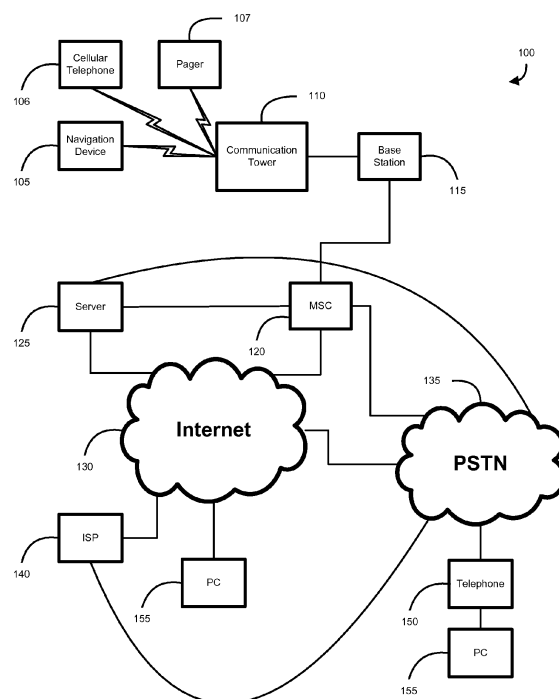 107
100
Cellular
Telephone
Pager
106
110
Navigation
Device
Communication
Tower
Base
Station
105
115
Server
MSC
125
120
135
Internet
PSTN
130
ISP
140
PC
155
Telephone
150
PC
155